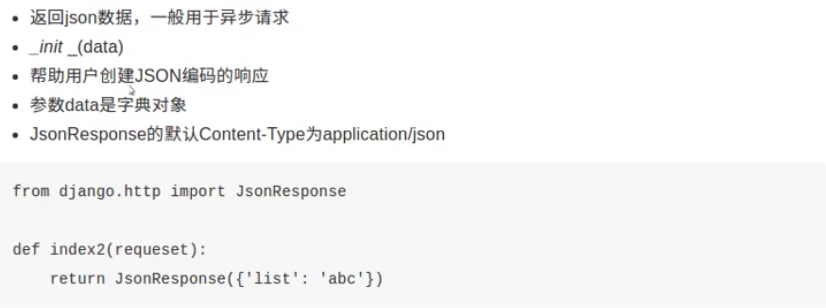 返回json数据，一般用于异步请求
_init _(data)
帮助用户创建JSON编码的响应
参数data是字典对象
JsonResponse的默认Content-Type为application/json
from django.http import JsonResponse
def index2(requeset):
    return JsonResponse({'list': 'abc'})